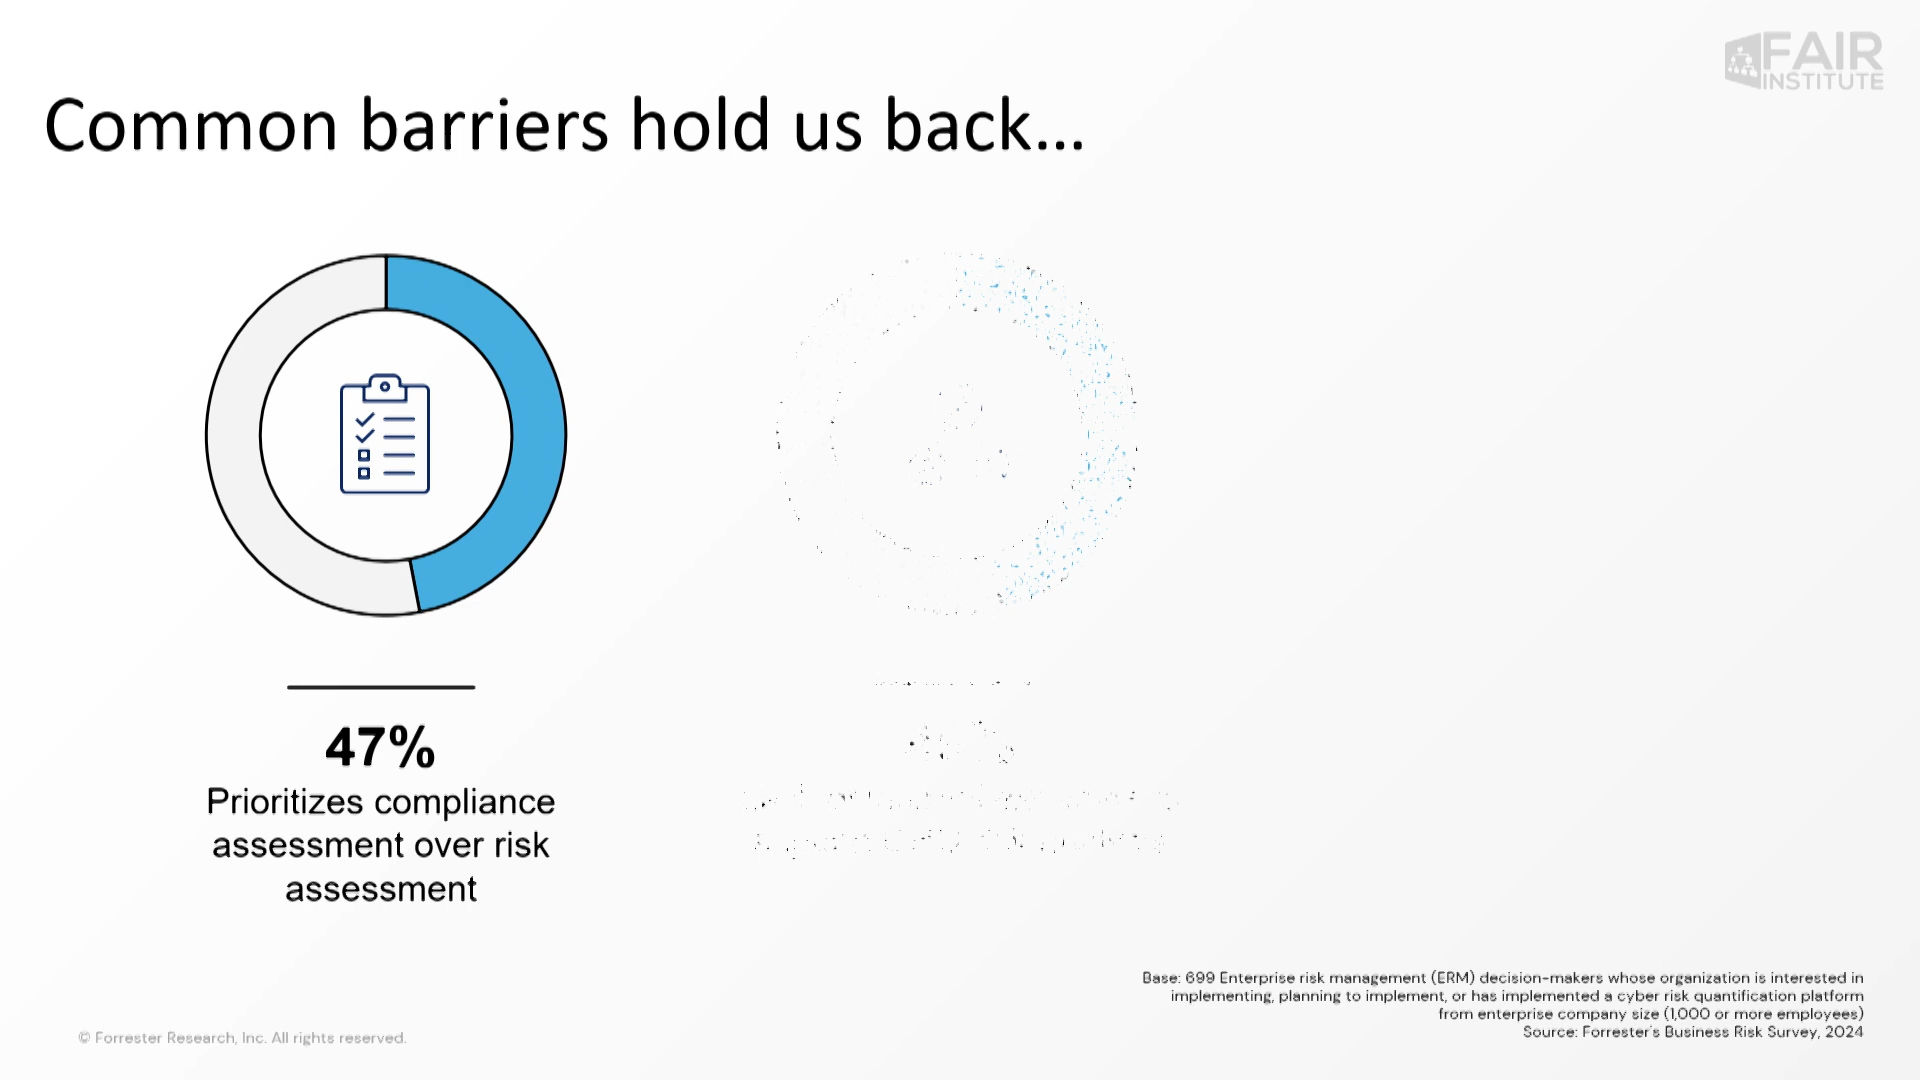 FAIR
INSTITUTE
Common barriers hold us back...
47%
Prioritizes compliance
assessment over risk
assessment
Base: 699 Enterprise risk management (ERM) decision-makers whose organization is interested in
implementing, planning to implement, or has implemented a cyber risk quantification platform
from enterprise company size (1,000 or more employees)
Source: Forrester's Business Risk Survey, 2024
© Forrester Research, Inc. All rights reserved.